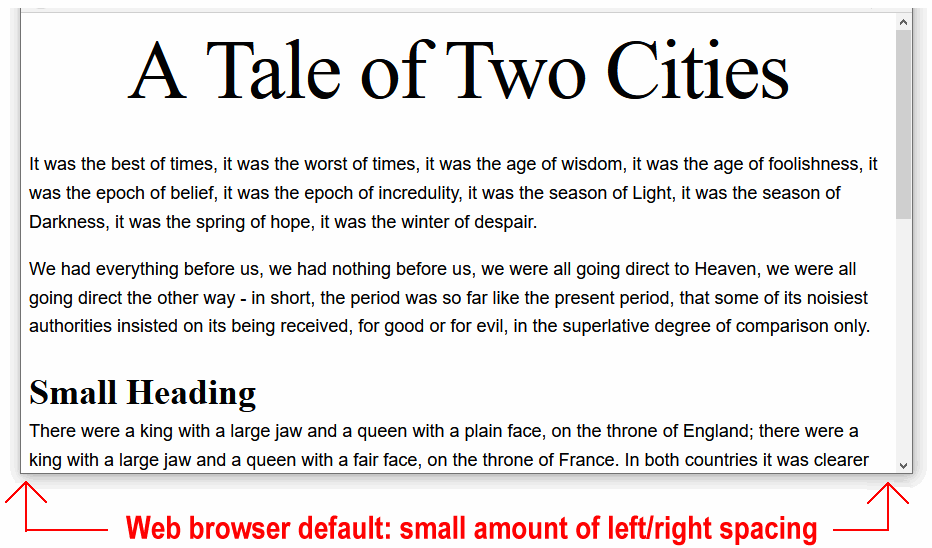 A Tale of Two Cities
It was the best of times, it was the worst of times, it was the age of wisdom, it was the age of foolishness, it
was the epoch of belief, it was the epoch of incredulity, it was the season of Light, it was the season of
Darkness, it was the spring of hope, it was the winter of despair.
We had everything before us, we had nothing before us, we were all going direct to Heaven, we were all
going direct the other way - in short, the period was so far like the present period, that some of its noisiest
authorities insisted on its being received, for good or for evil, in the superlative degree of comparison only.
Small Heading
There were a king with a large jaw and a queen with a plain face, on the throne of England; there were a
king with a large jaw and a queen with a fair face, on the throne of France. In both countries it was clearer
Web browser default: small amount of left/right spacing